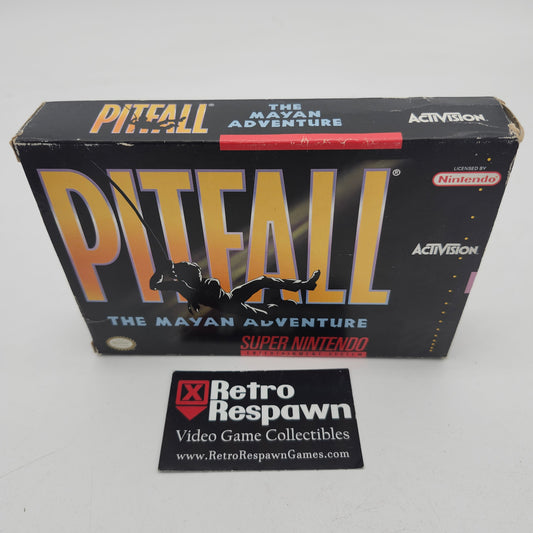 PITFALL®
THE
MAYAN
ADVENTURE
ACTIVISION
PITFALL®
LICENSED BY
Nintendo
ACTIVISION
THE MAYAN ADVENTURE
SUPER NINTENDO
ENTERTAINMENT SYSTEM
Retro
Respawn
Video Game Collectibles
www.RetroRespawnGames.com